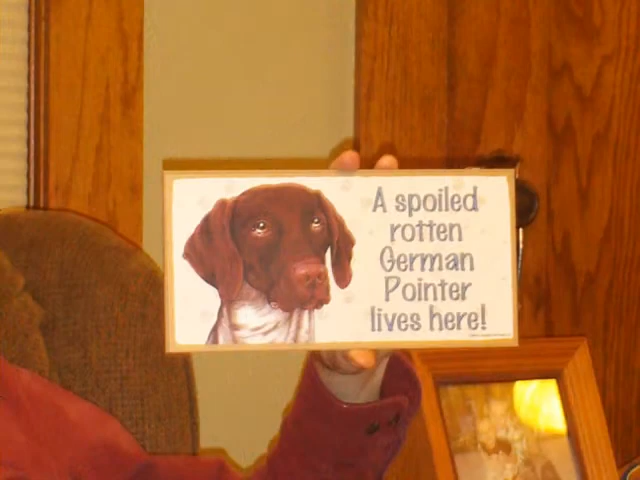 A spoiled
rotten
German
Pointer
lives here!